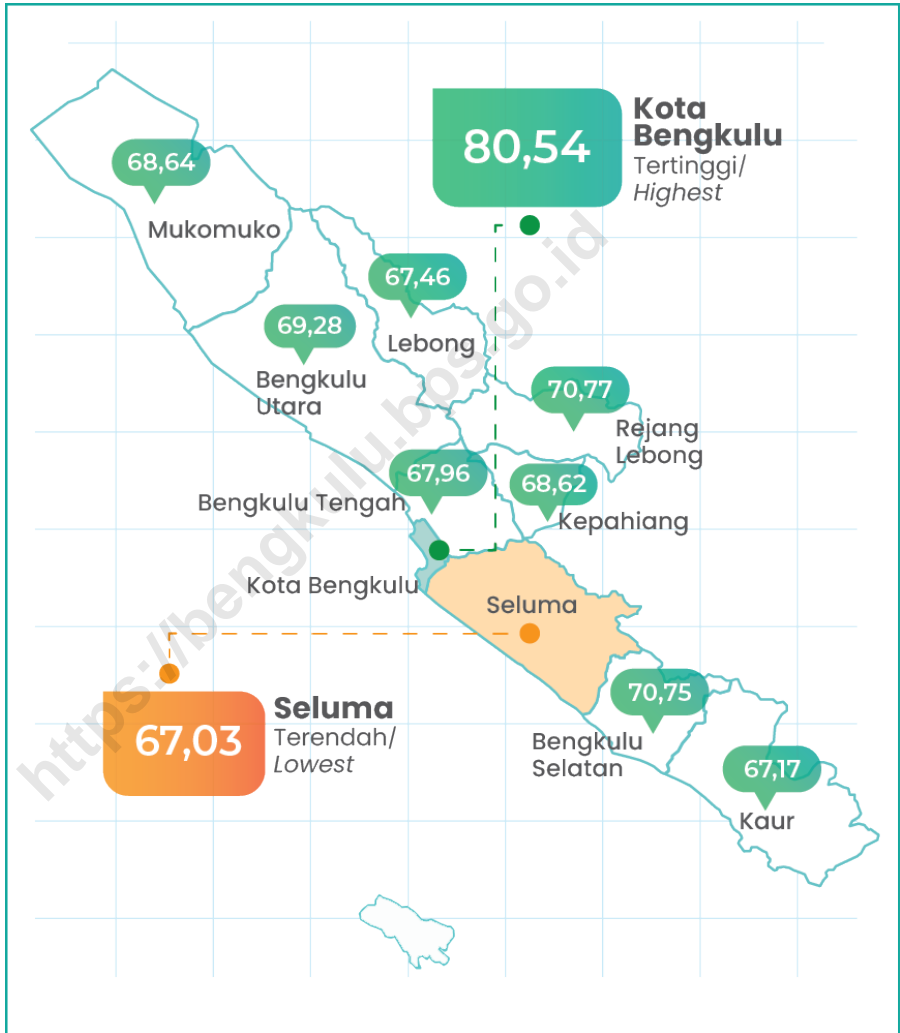 80,54
Kota
Bengkulu
Tertinggi/
Highest
68,64
Mukomuko
67,46
Lebong
69,28
Bengkulu
Utara
70,77
Rejang
Lebong
67,96
Bengkulu Tengah
68,62
Kepahiang
Kota Bengkulu
Seluma
67,03
Seluma
Terendah/
Lowest
70,75
Bengkulu
Selatan
67,17
Kaur
https://bengkulu.bps.go.id